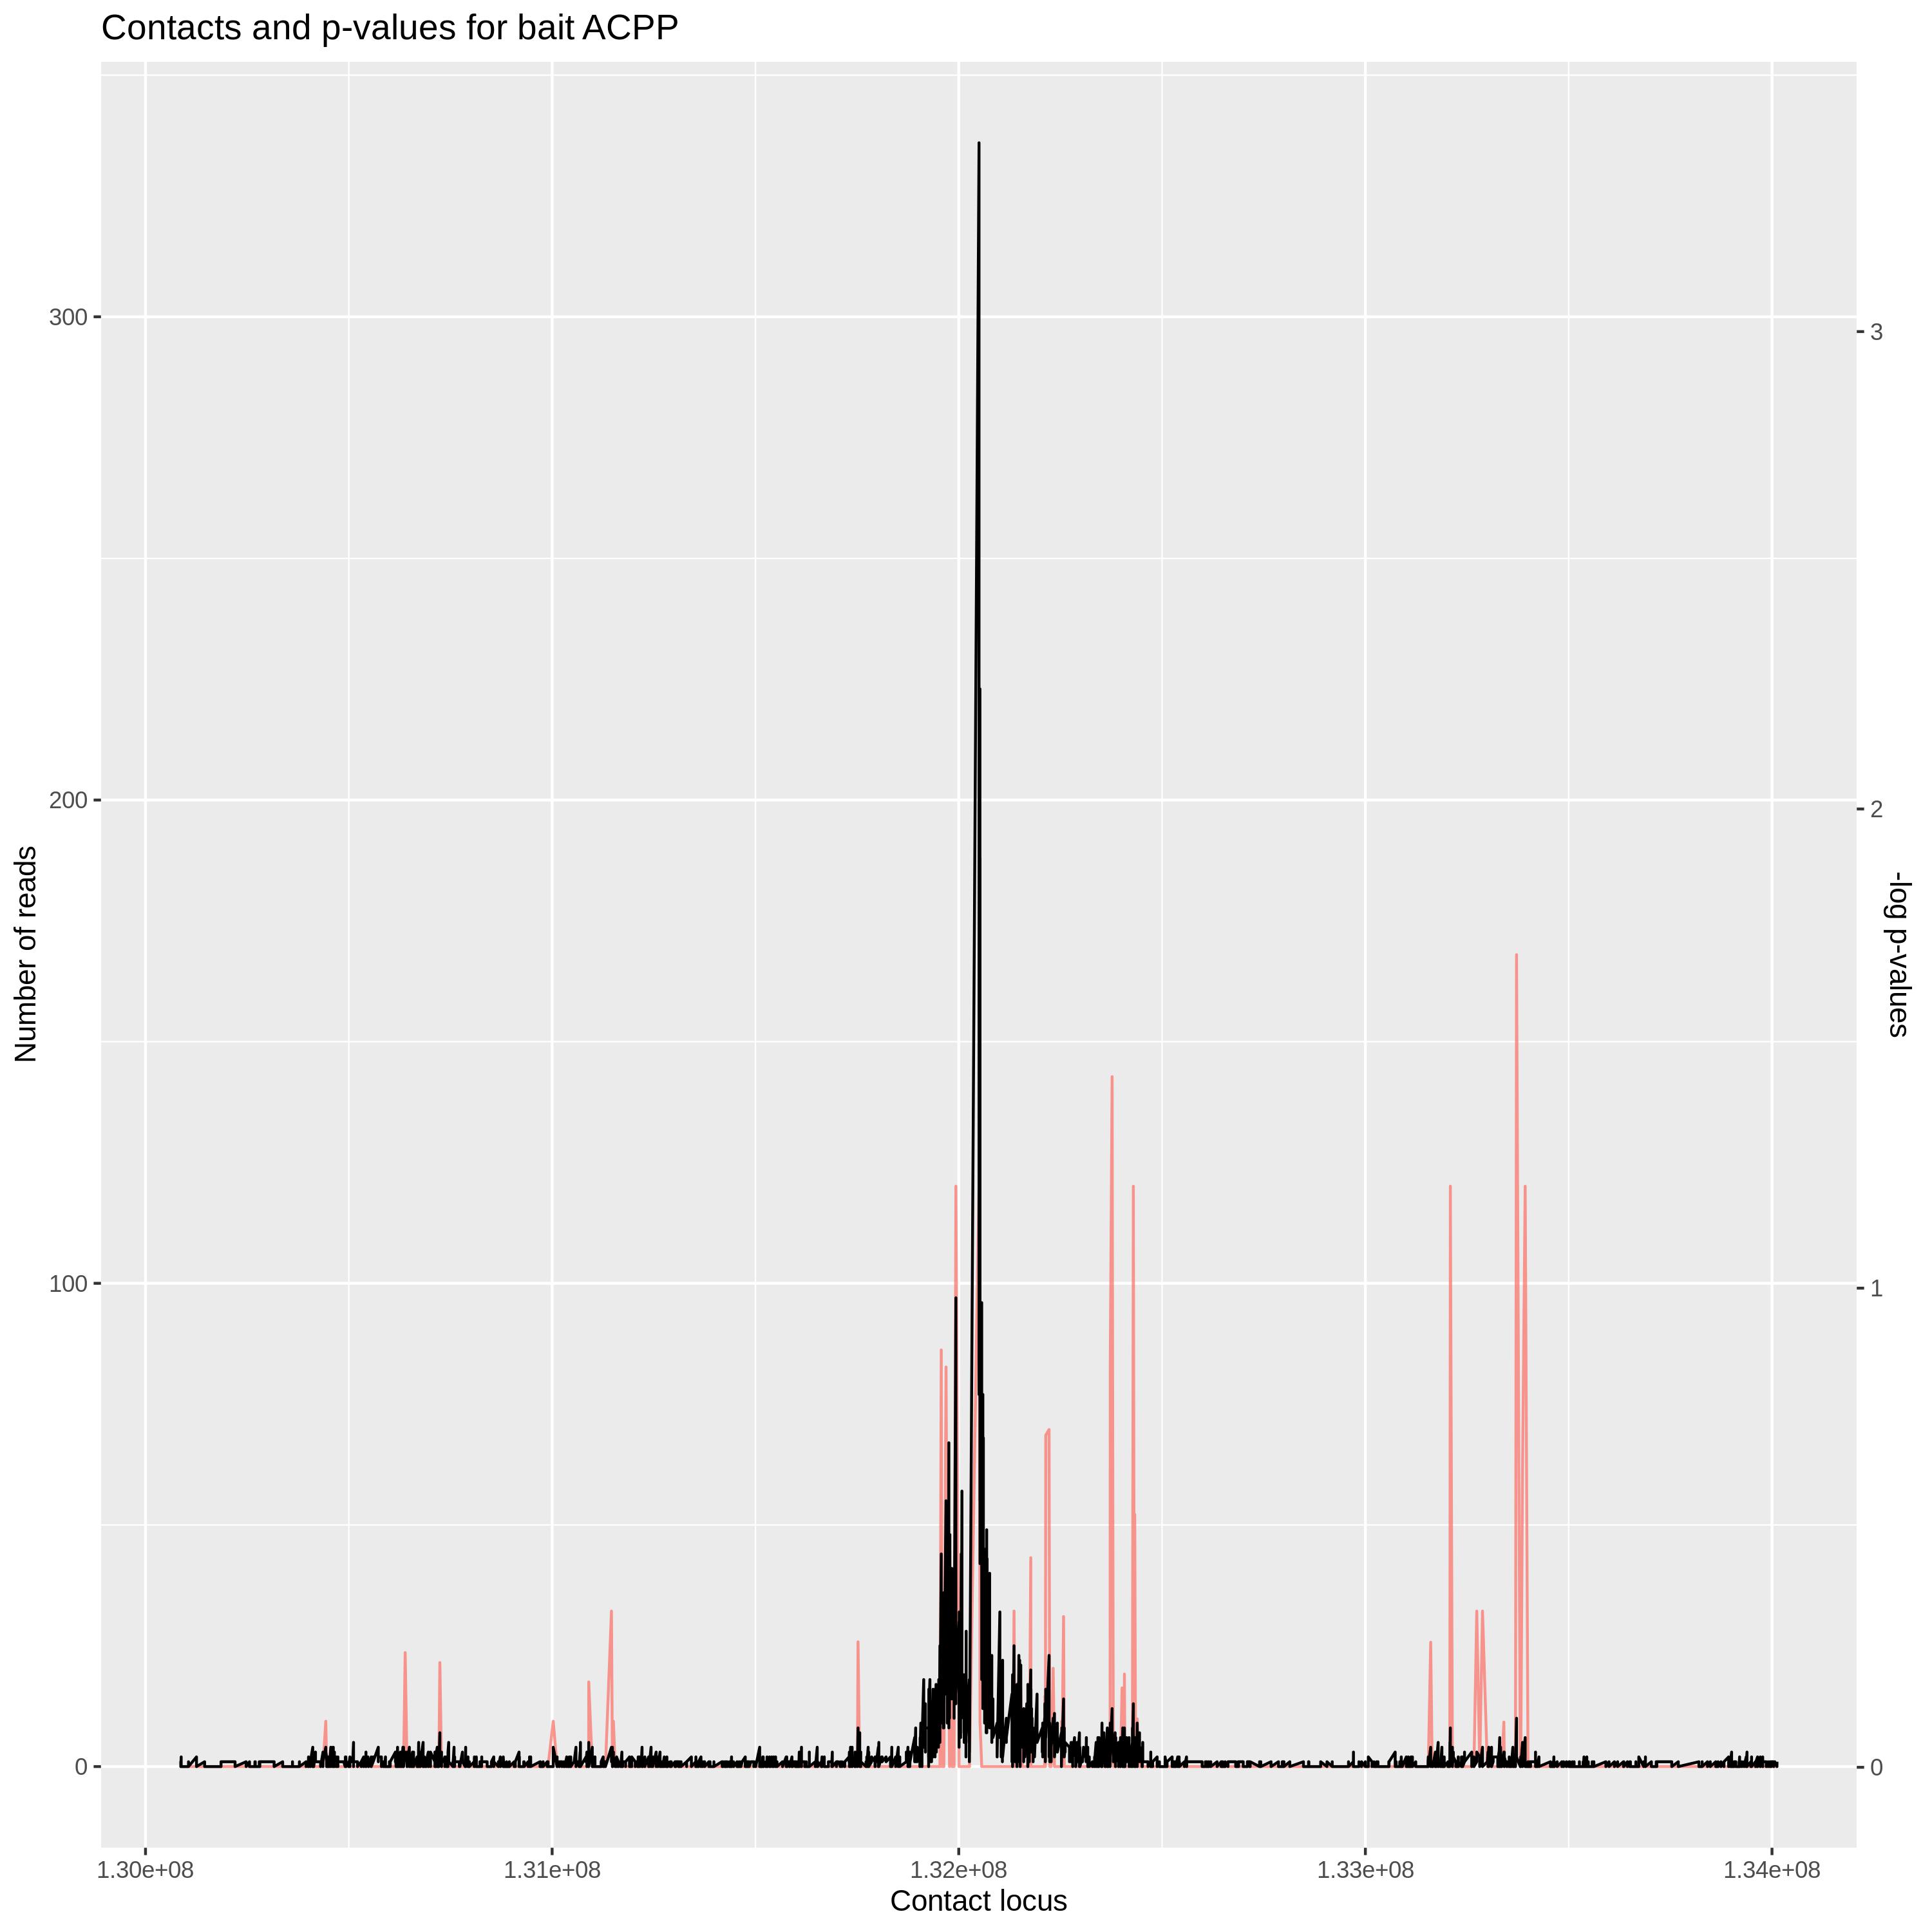 Contacts and p-values for bait ACPP
Number of reads
300
200
100
0
3
2
1
0
-log p-values
1.30e+08
1.31e+08
1.32e+08
1.33e+08
1.34e+08
Contact locus